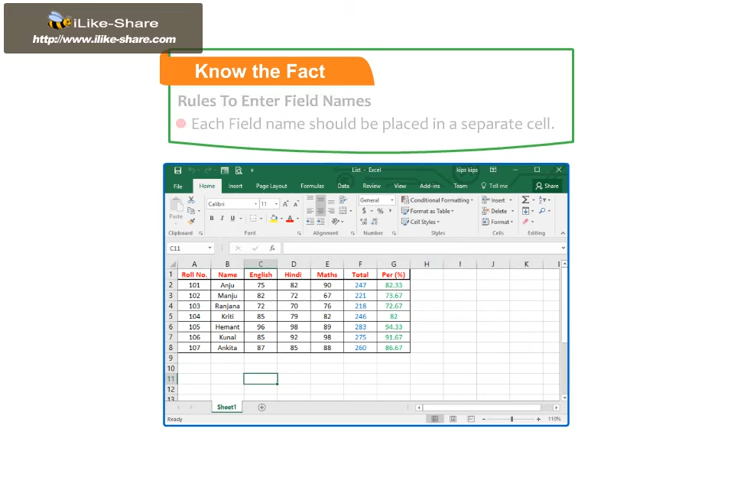 iLike-Share
http://www.ilike-share.com
Know the Fact
Rules To Enter Field Names
Each Field name should be placed in a separate cell.
List - Excel
kips kips
File Home Insert Page Layout Formulas Data Review View Add-ins Team Tell me Share
Calibri 11 A A General Conditional Formatting Insert
Paste B I U A $ % , Format as Table Delete
Cell Styles Format
Clipboard Font Alignment Number Styles Cells Editing
C11 fx
A B C D E F G H I J K
1 Roll No. Name English Hindi Maths Total Per (%)
2 101 Anju 75 82 90 247 82.33
3 102 Manju 82 72 67 221 73.67
4 103 Ranjana 72 70 76 218 72.67
5 104 Kriti 85 79 82 246 82
6 105 Hemant 96 98 89 283 94.33
7 106 Kunal 85 92 98 275 91.67
8 107 Ankita 87 85 88 260 86.67
9
10
11
12
13
Sheet1
Ready 110%